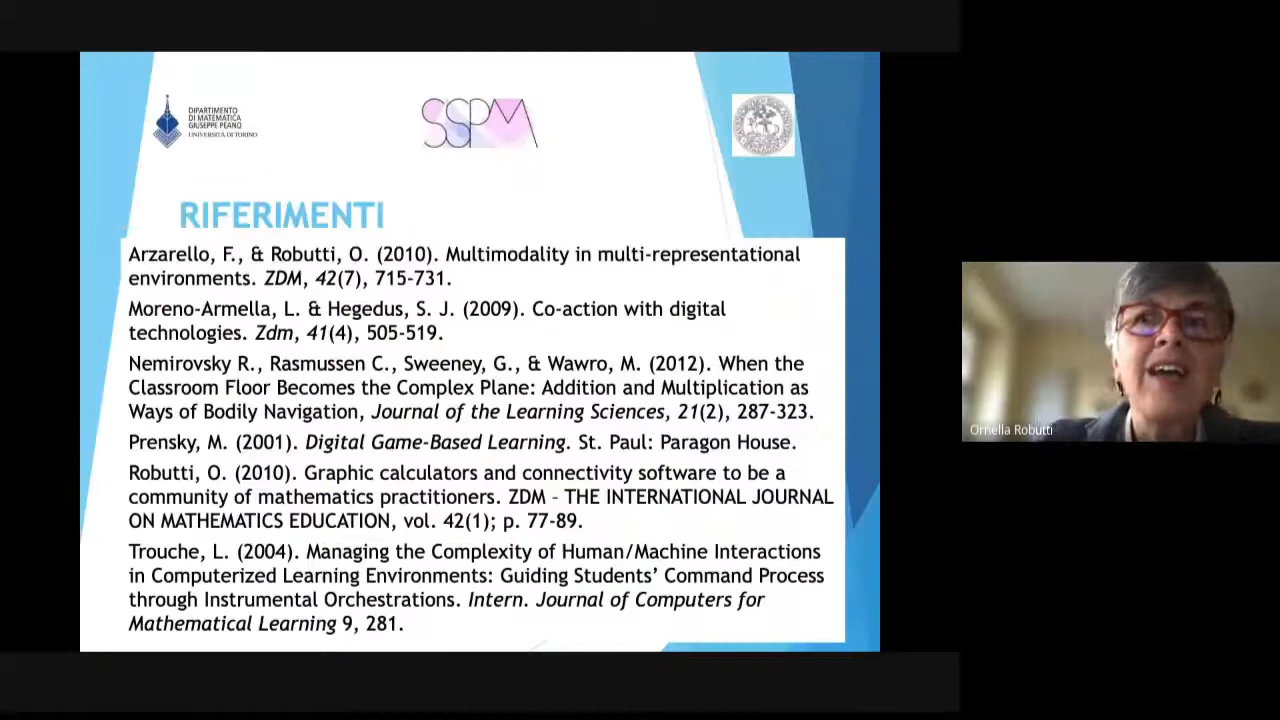 DIPARTIMENTO
DI MATEMATICA
GIUSEPPE PEANO
UNIVERSITÀ DI TORINO
SSPM
RIFERIMENTI
Arzarello, F., & Robutti, O. (2010). Multimodality in multi-representational
environments. ZDM, 42(7), 715-731.
Moreno-Armella, L. & Hegedus, S. J. (2009). Co-action with digital
technologies. Zdm, 41(4), 505-519.
Nemirovsky R., Rasmussen C., Sweeney, G., & Wawro, M. (2012). When the
Classroom Floor Becomes the Complex Plane: Addition and Multiplication as
Ways of Bodily Navigation, Journal of the Learning Sciences, 21(2), 287-323.
Prensky, M. (2001). Digital Game-Based Learning. St. Paul: Paragon House.
Robutti, O. (2010). Graphic calculators and connectivity software to be a
community of mathematics practitioners. ZDM – THE INTERNATIONAL JOURNAL
ON MATHEMATICS EDUCATION, vol. 42(1); p. 77-89.
Trouche, L. (2004). Managing the Complexity of Human/Machine Interactions
in Computerized Learning Environments: Guiding Students’ Command Process
through Instrumental Orchestrations. Intern. Journal of Computers for
Mathematical Learning 9, 281.
Ornella Robutti